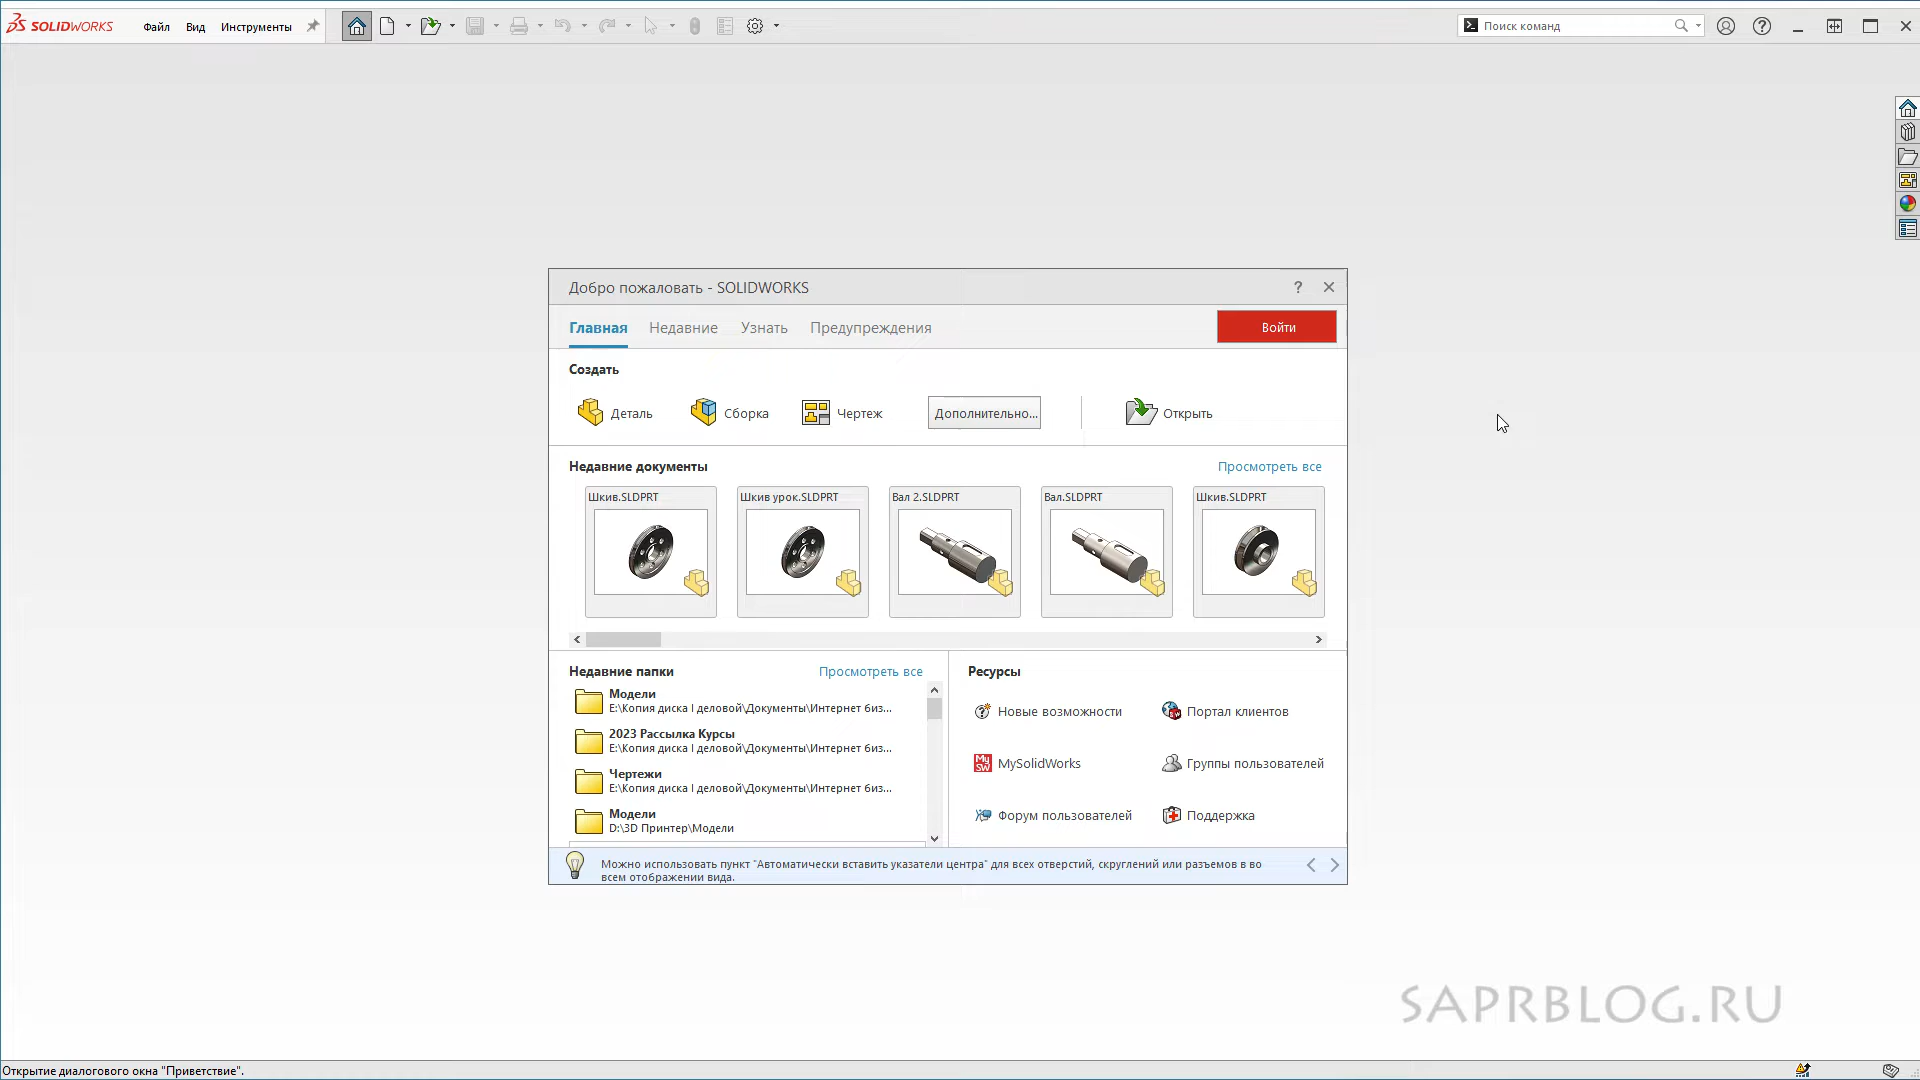 SOLIDWORKS
Файл Вид Инструменты
Поиск команд
Добро пожаловать - SOLIDWORKS
Главная Недавние Узнать Предупреждения
Войти
Создать
Деталь Сборка Чертеж Дополнительно... Открыть
Недавние документы Просмотреть все
Шкив.SLDPRT Шкив урок.SLDPRT Вал 2.SLDPRT Вал.SLDPRT Шкив.SLDPRT
Недавние папки Просмотреть все
Модели
E:\Копия диска I деловой\Документы\Интернет биз...
2023 Рассылка Курсы
E:\Копия диска I деловой\Документы\Интернет биз...
Чертежи
E:\Копия диска I деловой\Документы\Интернет биз...
Модели
D:\3D Принтер\Модели
Ресурсы
Новые возможности Портал клиентов
MySolidWorks Группы пользователей
Форум пользователей Поддержка
Можно использовать пункт "Автоматически вставить указатели центра" для всех отверстий, скруглений или разъемов в во
всем отображении вида.
SAPRBLOG.RU
Открытие диалогового окна "Приветствие".